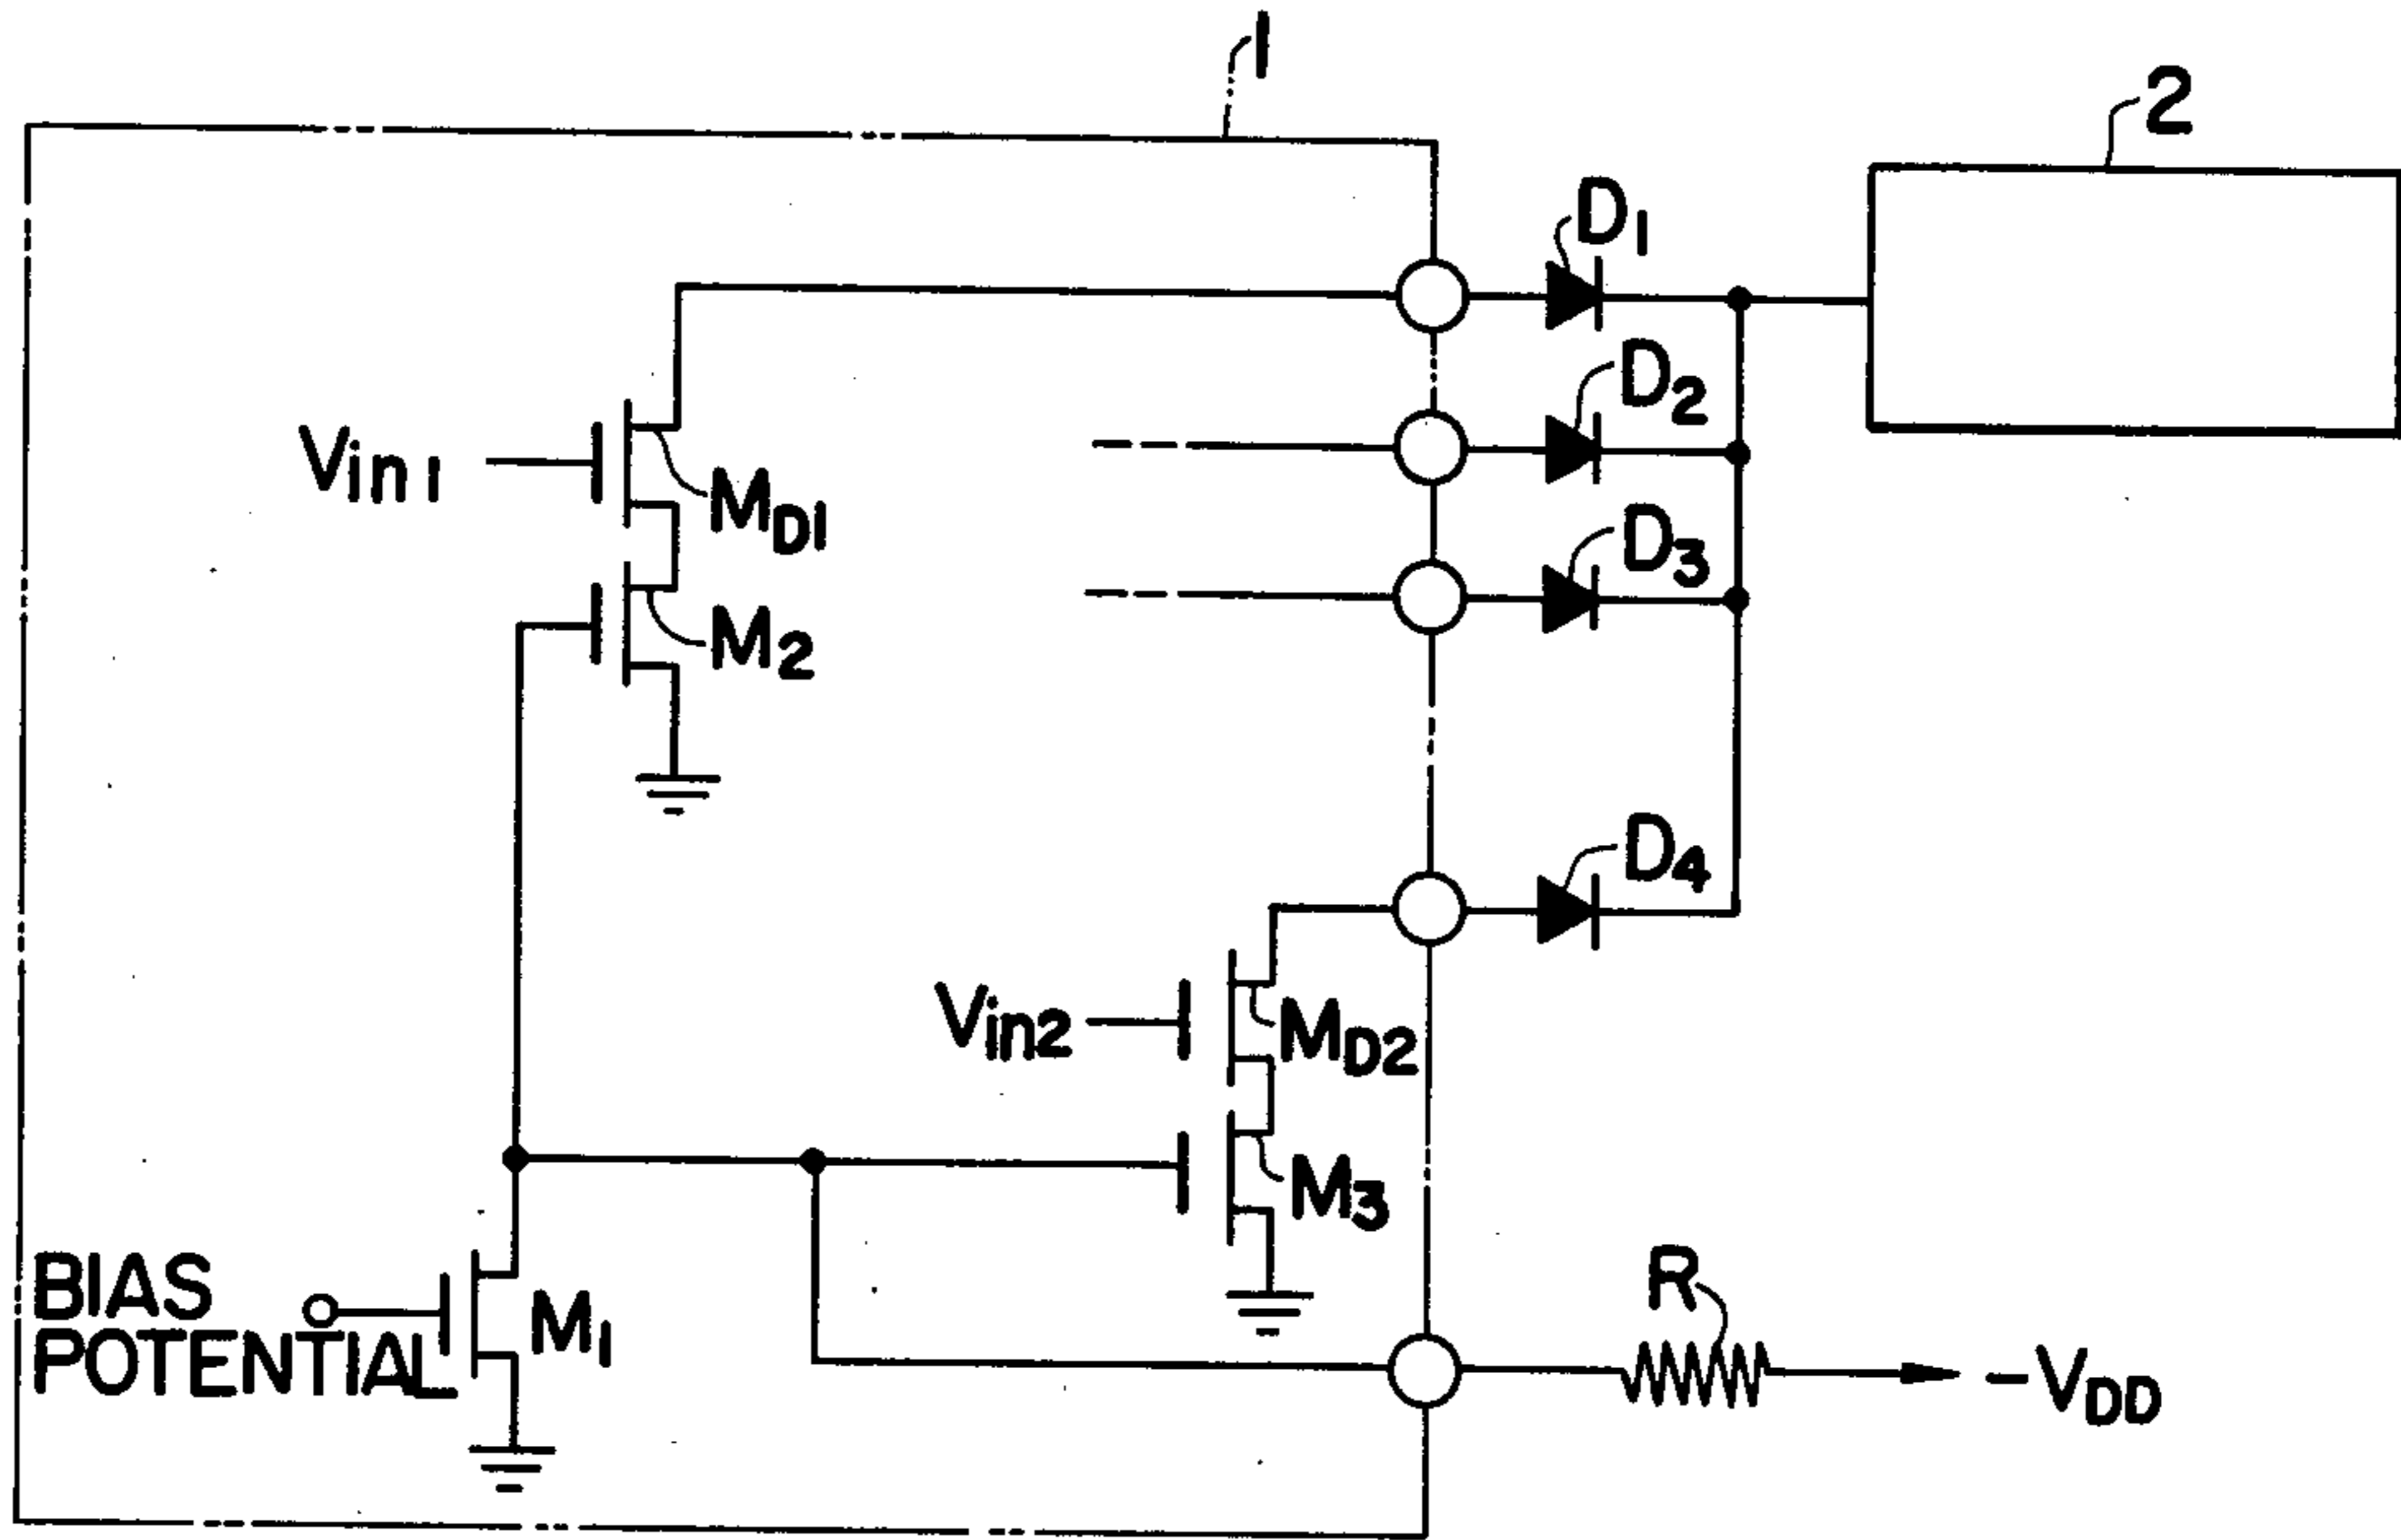 1
2
D1
D2
Vin1
MD1
D3
M2
D4
Vin2
MD2
M3
BIAS
POTENTIAL
M1
R
-VDD